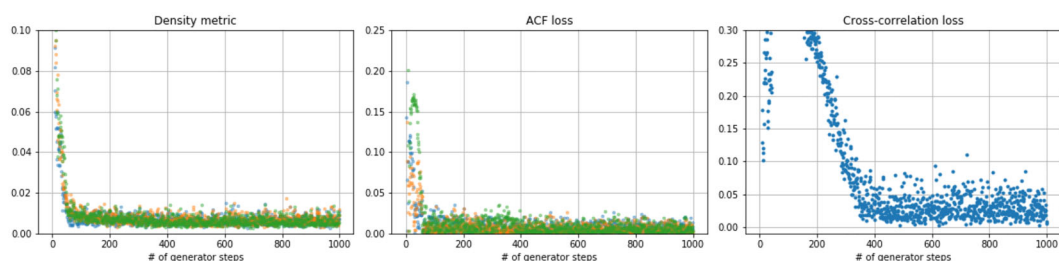 Density metric
0.10
0.08
0.06
0.04
0.02
0.00
0 200 400 600 800 1000
# of generator steps
ACF loss
0.25
0.20
0.15
0.10
0.05
0.00
0 200 400 600 800 1000
# of generator steps
Cross-correlation loss
0.30
0.25
0.20
0.15
0.10
0.05
0.00
0 200 400 600 800 1000
# of generator steps